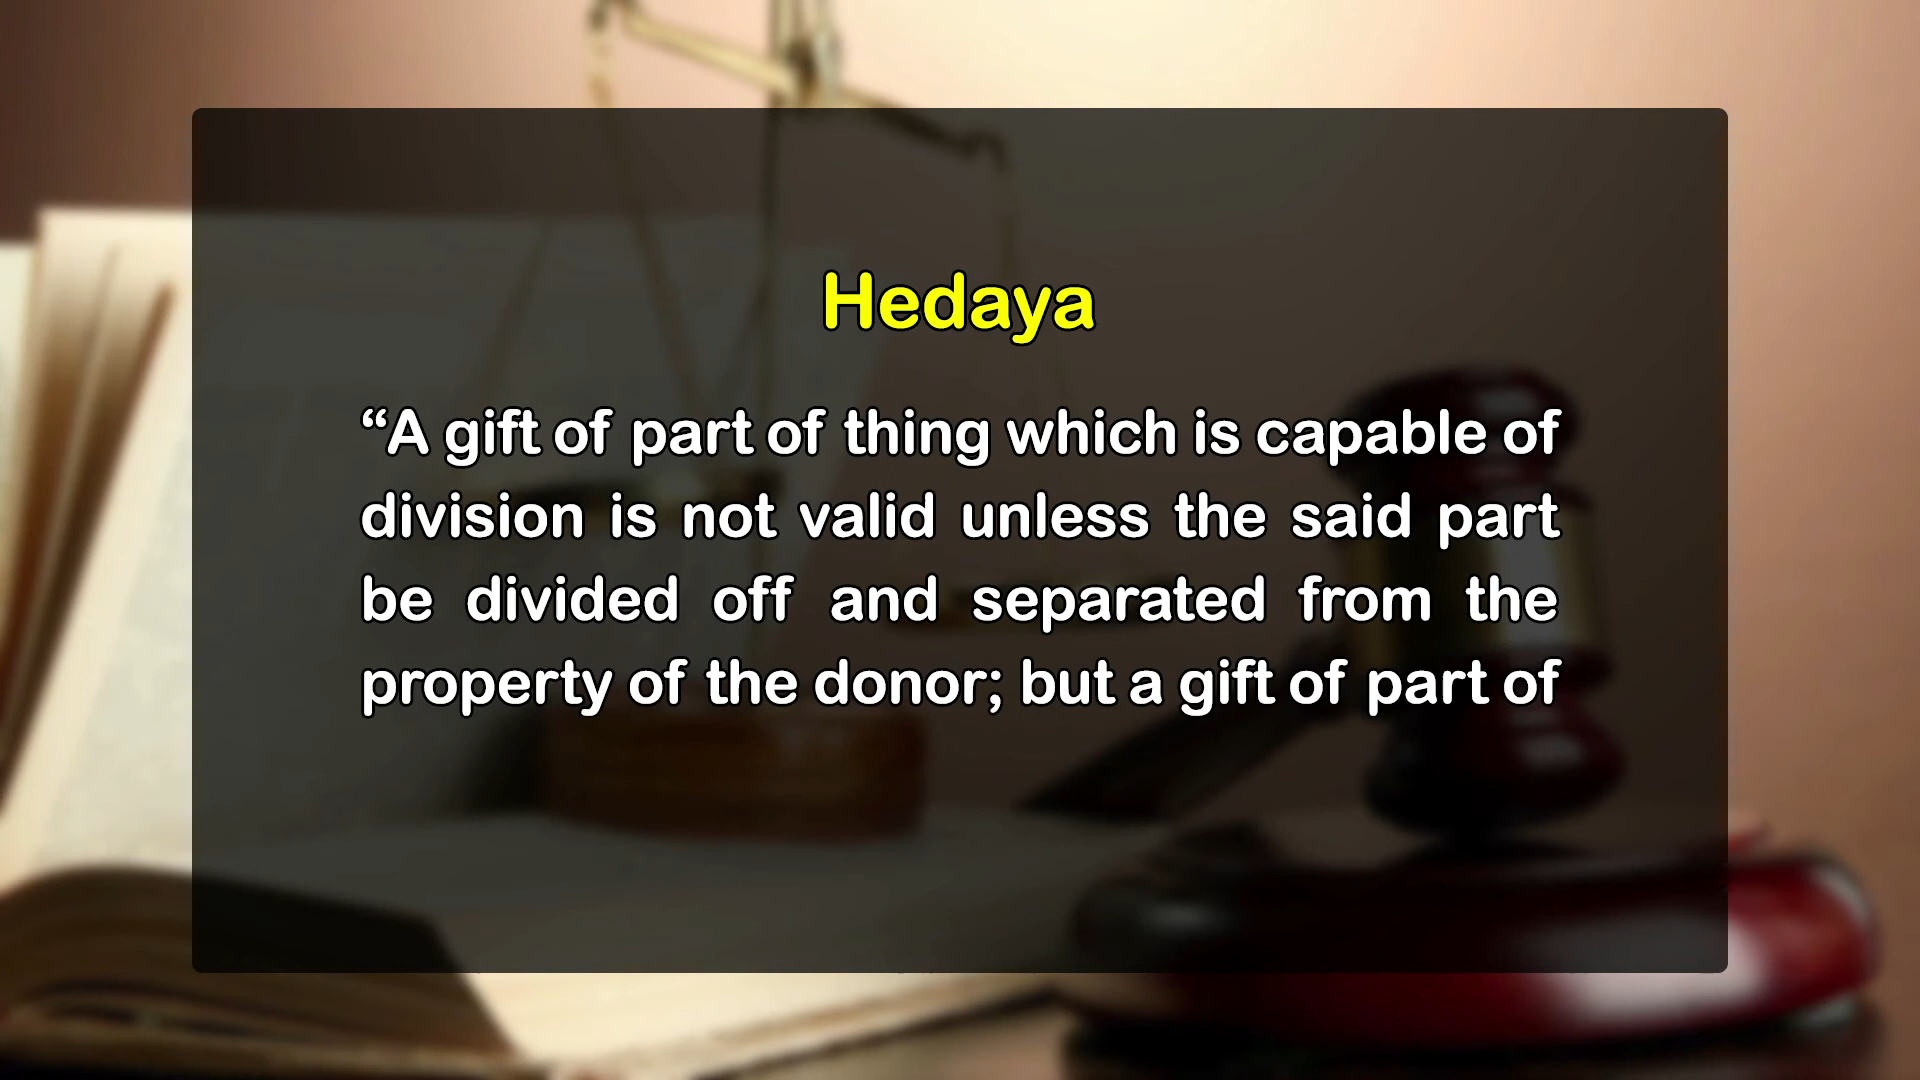 Hedaya
“A gift of part of thing which is capable of
division is not valid unless the said part
be divided off and separated from the
property of the donor; but a gift of part of